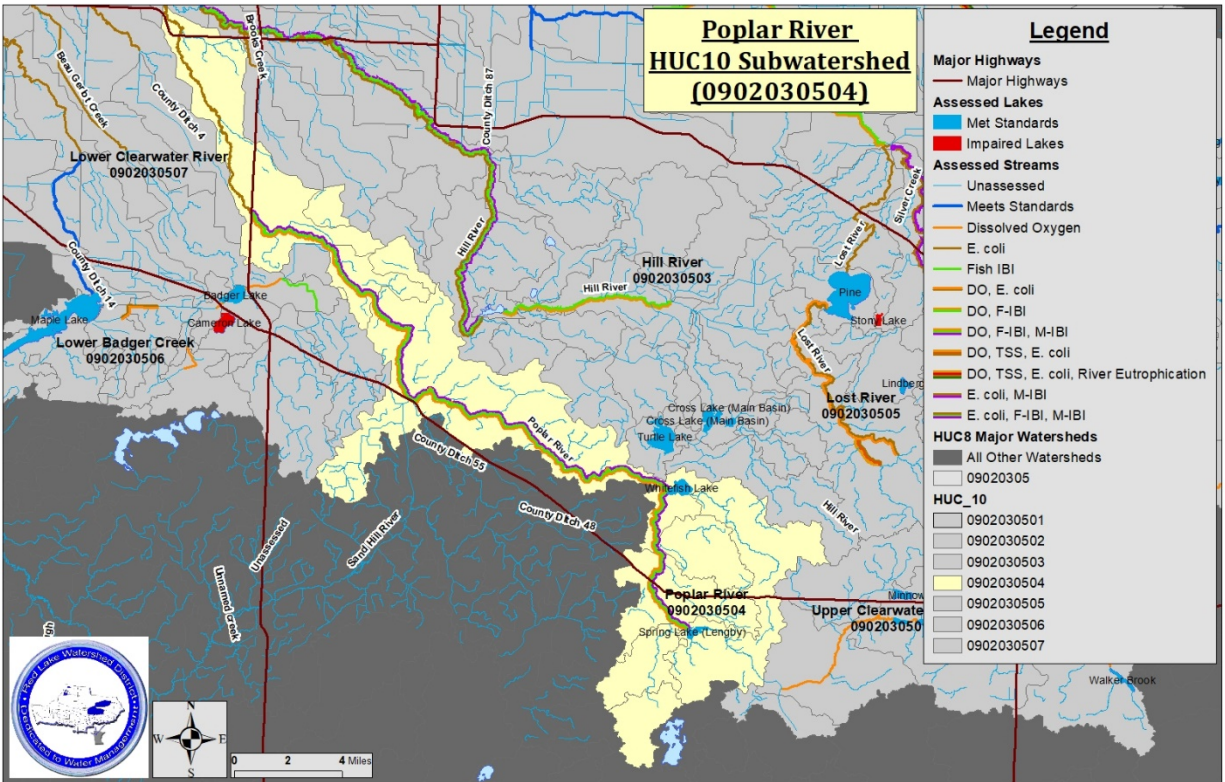 Poplar River
HUC10 Subwatershed
(0902030504)
Legend
Major Highways
Major Highways
Assessed Lakes
Met Standards
Impaired Lakes
Assessed Streams
Unassessed
Meets Standards
Dissolved Oxygen
E. coli
Fish IBI
DO, E. coli
DO, F-IBI
DO, F-IBI, M-IBI
DO, TSS, E. coli
DO, TSS, E. coli, River Eutrophication
E. coli, M-IBI
E. coli, F-IBI, M-IBI
HUC8 Major Watersheds
All Other Watersheds
09020305
HUC_10
0902030501
0902030502
0902030503
0902030504
0902030505
0902030506
0902030507
Brooks Creek
Beau Gerlot Creek
County Ditch 4
County Ditch 87
Lower Clearwater River
0902030507
Silver Creek
Lost River
Hill River
Hill River
0902030503
Hill River
County Ditch 14
Pine
Badger Lake
Maple Lake
Cameron Lake
Stony Lake
Lower Badger Creek
0902030506
Lost River
Lindberg
Lost River
0902030505
Cross Lake (Main Basin)
Cross Lake (Main Basin)
Turtle Lake
Poplar River
County Ditch 55
Whitefish Lake
County Ditch 48
Hill River
Unassessed
Sand Hill River
Unnamed creek
Poplar River
0902030504
Minnow
Upper Clearwate
090203050
Spring Lake (Lengby)
Walker Brook
igh
Red Lake Watershed District
Dedicated to Water Management
N
W E
S
0 2 4 Miles